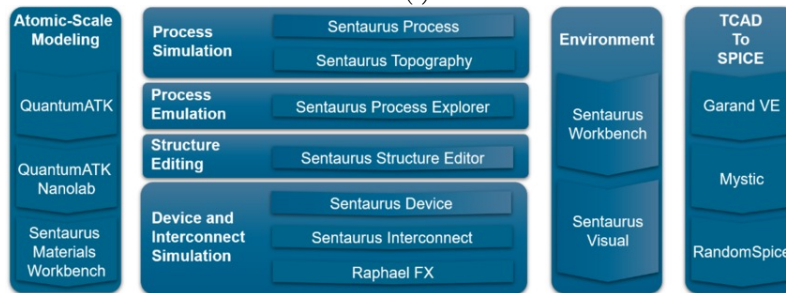 Atomic-Scale
Modeling
QuantumATK
QuantumATK
Nanolab
Sentaurus
Materials
Workbench
Process
Simulation
Sentaurus Process
Sentaurus Topography
Process
Emulation
Sentaurus Process Explorer
Structure
Editing
Sentaurus Structure Editor
Device and
Interconnect
Simulation
Sentaurus Device
Sentaurus Interconnect
Raphael FX
Environment
Sentaurus
Workbench
Sentaurus
Visual
TCAD
To
SPICE
Garand VE
Mystic
RandomSpice